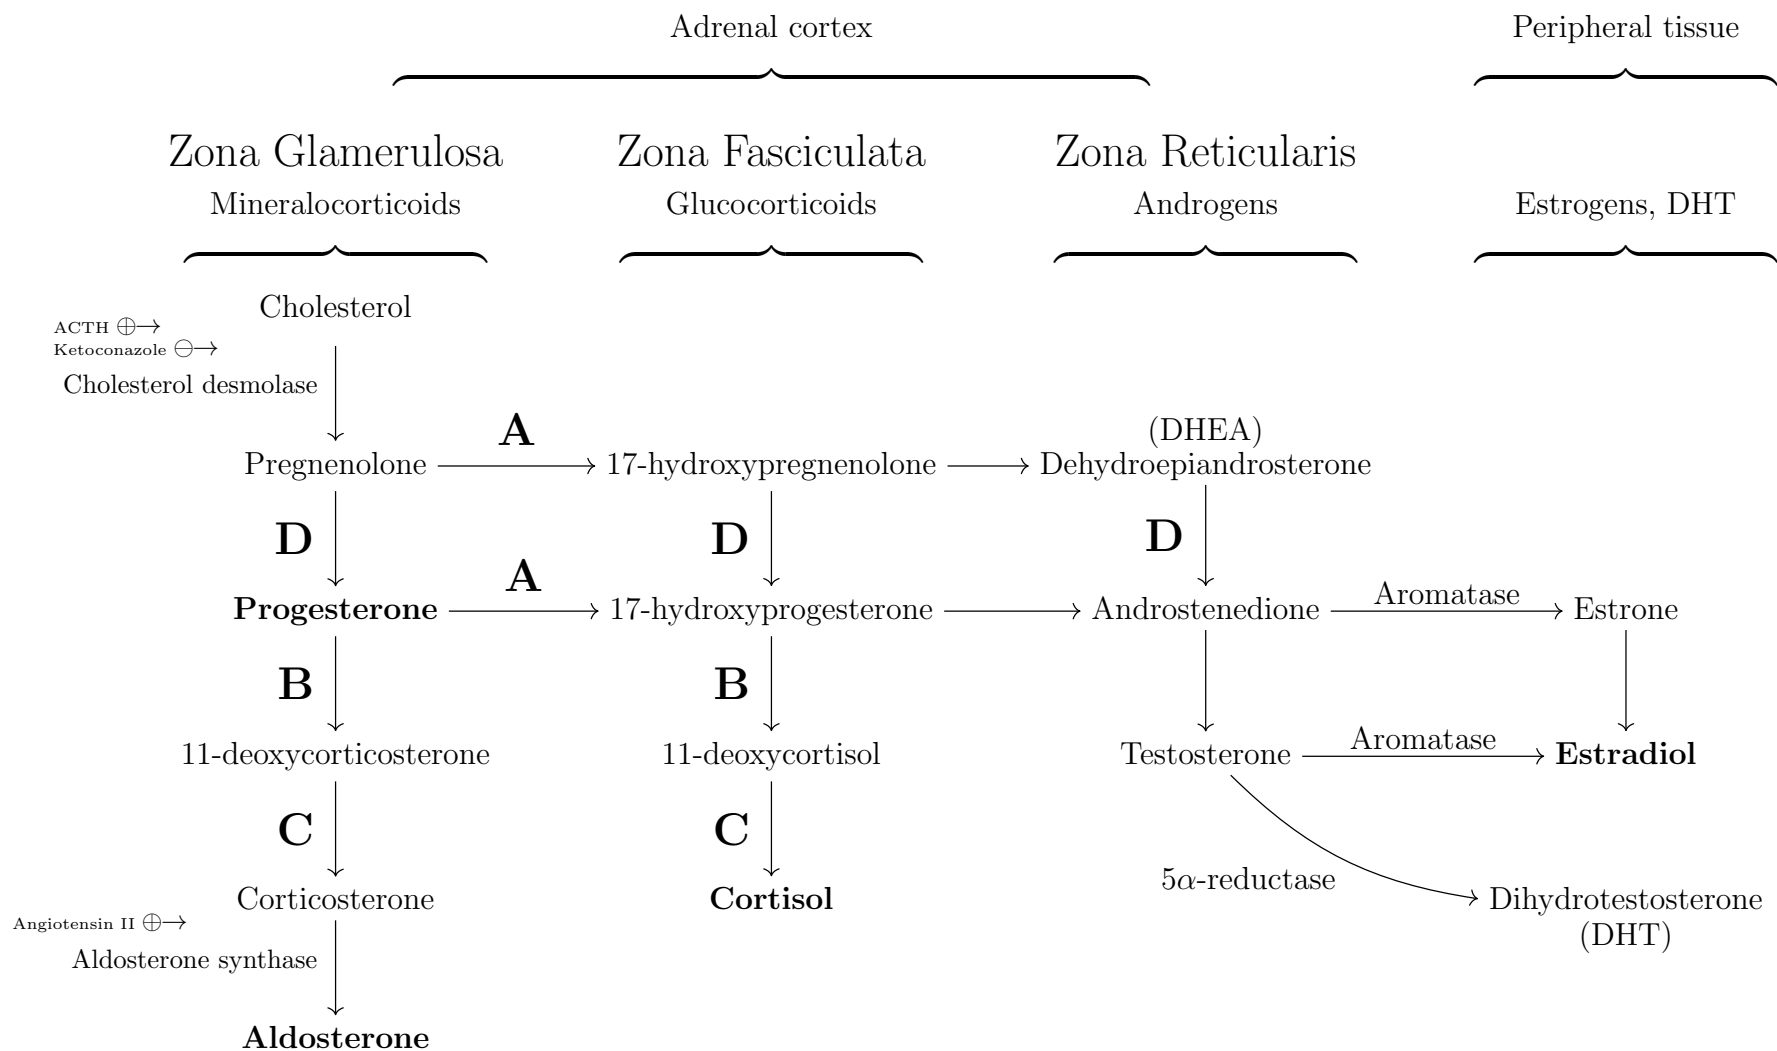 Adrenal cortex
Peripheral tissue
Zona Glamerulosa
Zona Fasciculata
Zona Reticularis
Mineralocorticoids
Glucocorticoids
Androgens
Estrogens, DHT
Cholesterol
ACTH ⊕→
Ketoconazole ⊖→
Cholesterol desmolase
A
(DHEA)
Pregnenolone
17-hydroxypregnenolone
Dehydroepiandrosterone
D
D
D
A
Progesterone
17-hydroxyprogesterone
Androstenedione
Aromatase
Estrone
B
B
11-deoxycorticosterone
11-deoxycortisol
Testosterone
Aromatase
Estradiol
C
C
5α-reductase
Corticosterone
Cortisol
Dihydrotestosterone
(DHT)
Angiotensin II ⊕→
Aldosterone synthase
Aldosterone